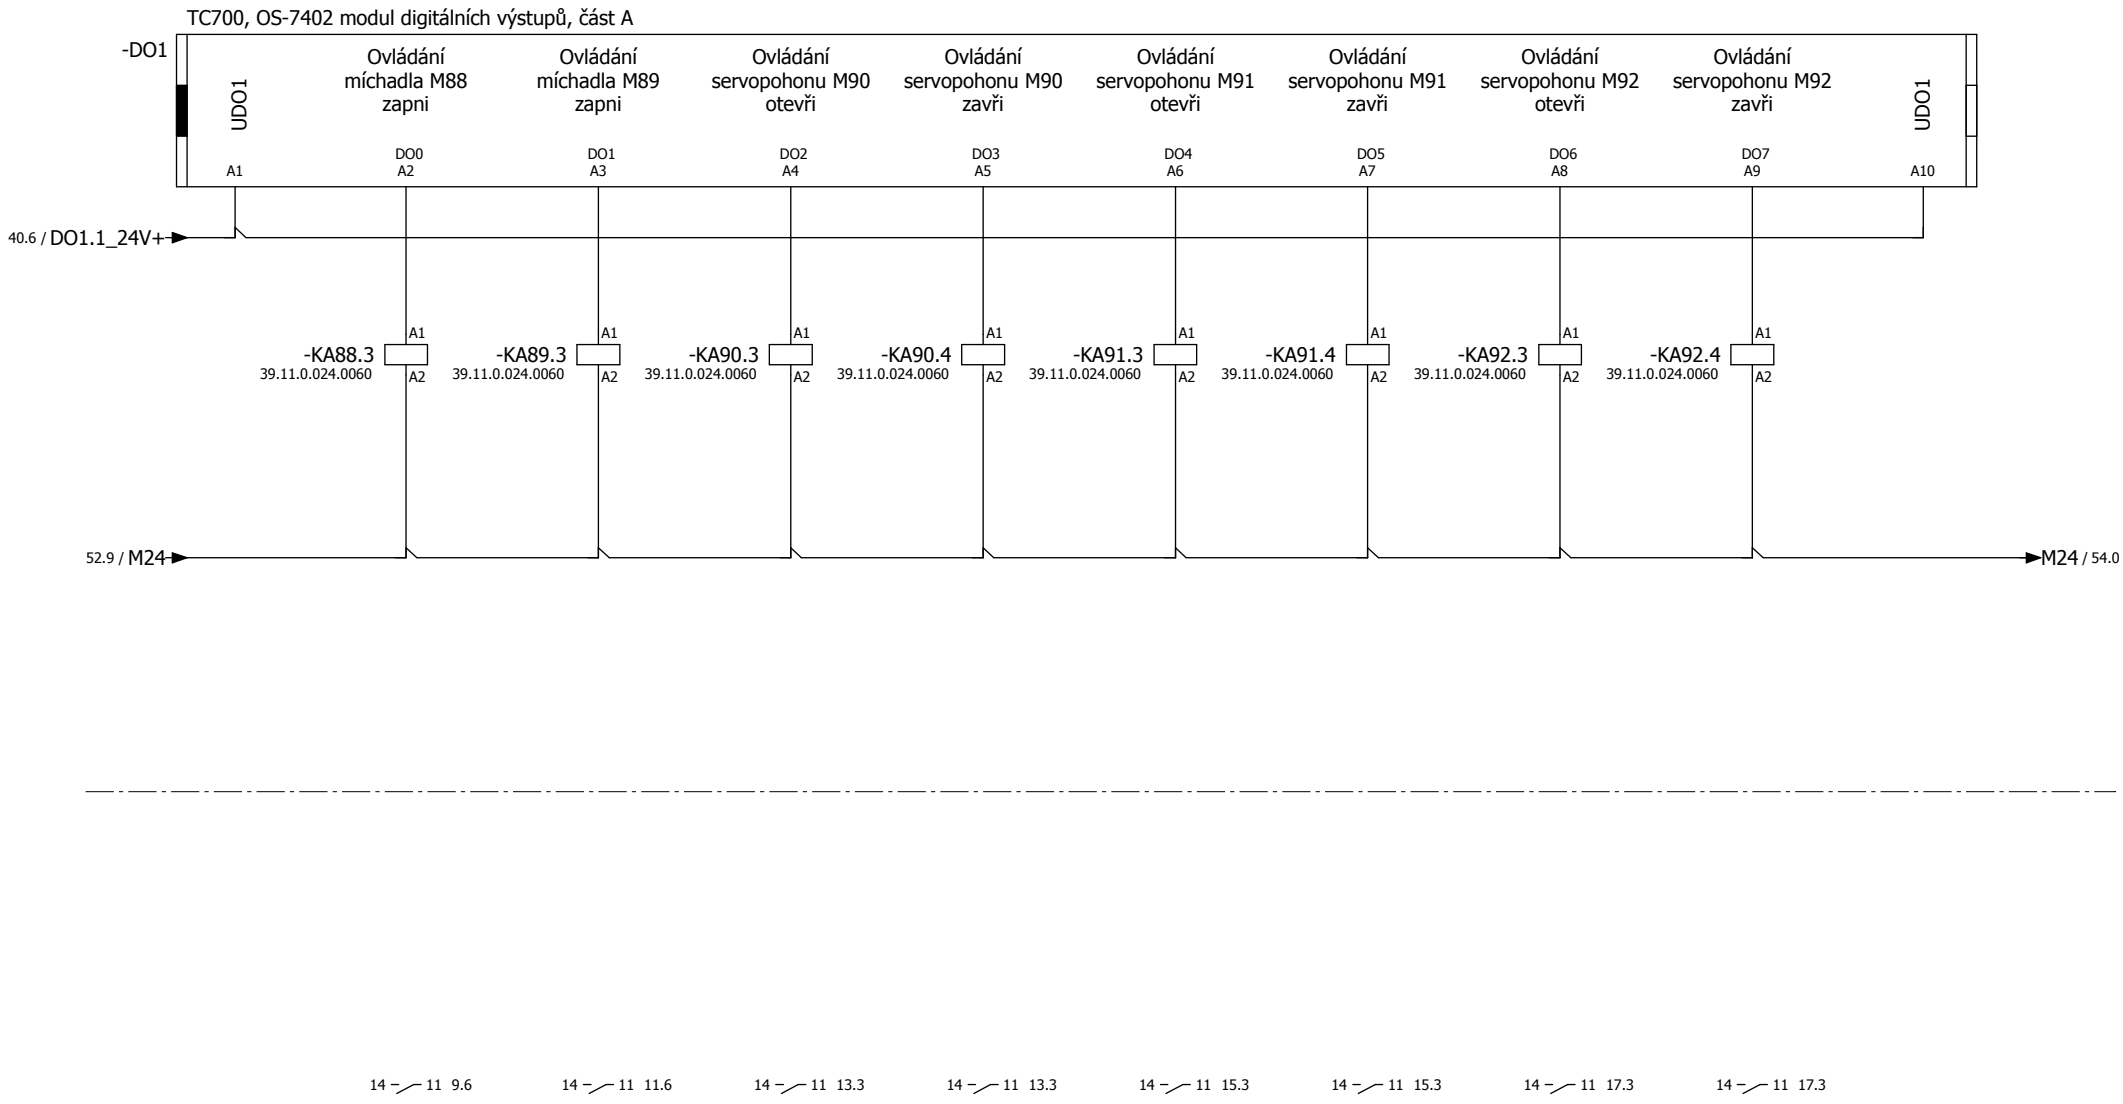 TC700, OS-7402 modul digitálních výstupů, část A
-DO1
UDO1
Ovládání
míchadla M88
zapni
Ovládání
míchadla M89
zapni
Ovládání
servopohonu M90
otevři
Ovládání
servopohonu M90
zavři
Ovládání
servopohonu M91
otevři
Ovládání
servopohonu M91
zavři
Ovládání
servopohonu M92
otevři
Ovládání
servopohonu M92
zavři
UDO1
DO0 DO1 DO2 DO3 DO4 DO5 DO6 DO7
A1 A2 A3 A4 A5 A6 A7 A8 A9 A10
40.6 / DO1.1_24V+
A1 A1 A1 A1 A1 A1 A1 A1
-KA88.3 -KA89.3 -KA90.3 -KA90.4 -KA91.3 -KA91.4 -KA92.3 -KA92.4
39.11.0.024.0060 A2 39.11.0.024.0060 A2 39.11.0.024.0060 A2 39.11.0.024.0060 A2 39.11.0.024.0060 A2 39.11.0.024.0060 A2 39.11.0.024.0060 A2 39.11.0.024.0060 A2
52.9 / M24 M24 / 54.0
14 11 9.6 14 11 11.6 14 11 13.3 14 11 13.3 14 11 15.3 14 11 15.3 14 11 17.3 14 11 17.3